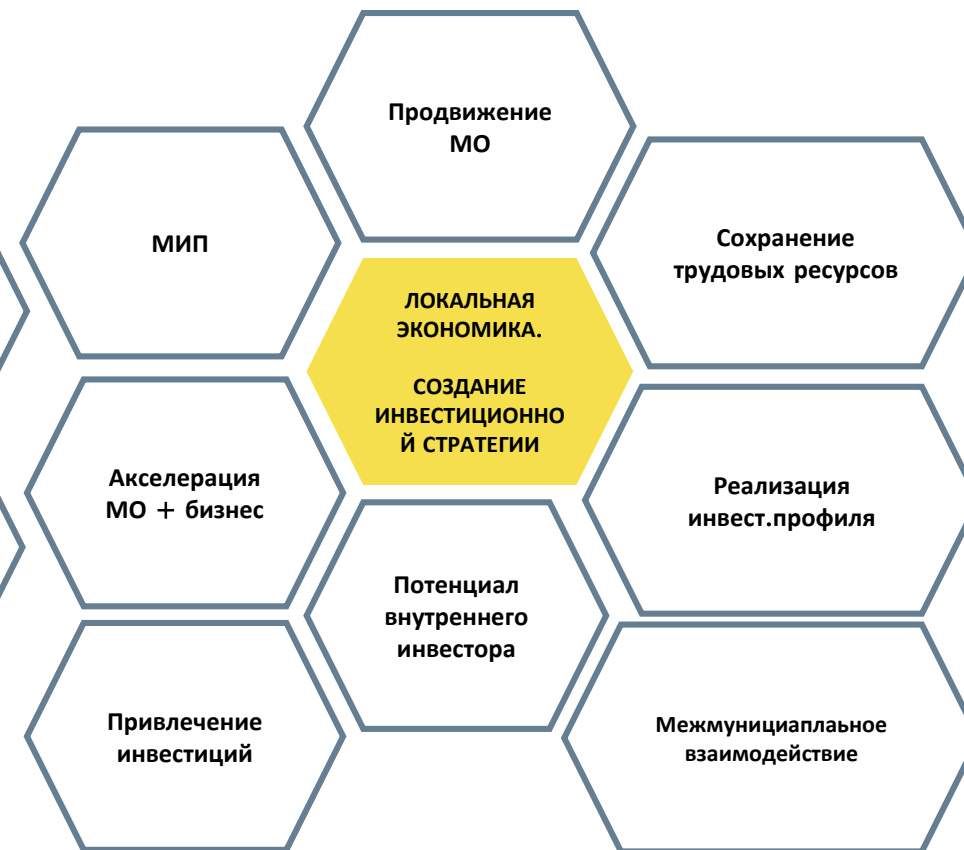 Продвижение
МО
МИП
Сохранение
трудовых ресурсов
ЛОКАЛЬНАЯ
ЭКОНОМИКА.
СОЗДАНИЕ
ИНВЕСТИЦИОННО
Й СТРАТЕГИИ
Акселерация
МО + бизнес
Реализация
инвест.профиля
Потенциал
внутреннего
инвестора
Привлечение
инвестиций
Межмунициаплаьное
взаимодействие